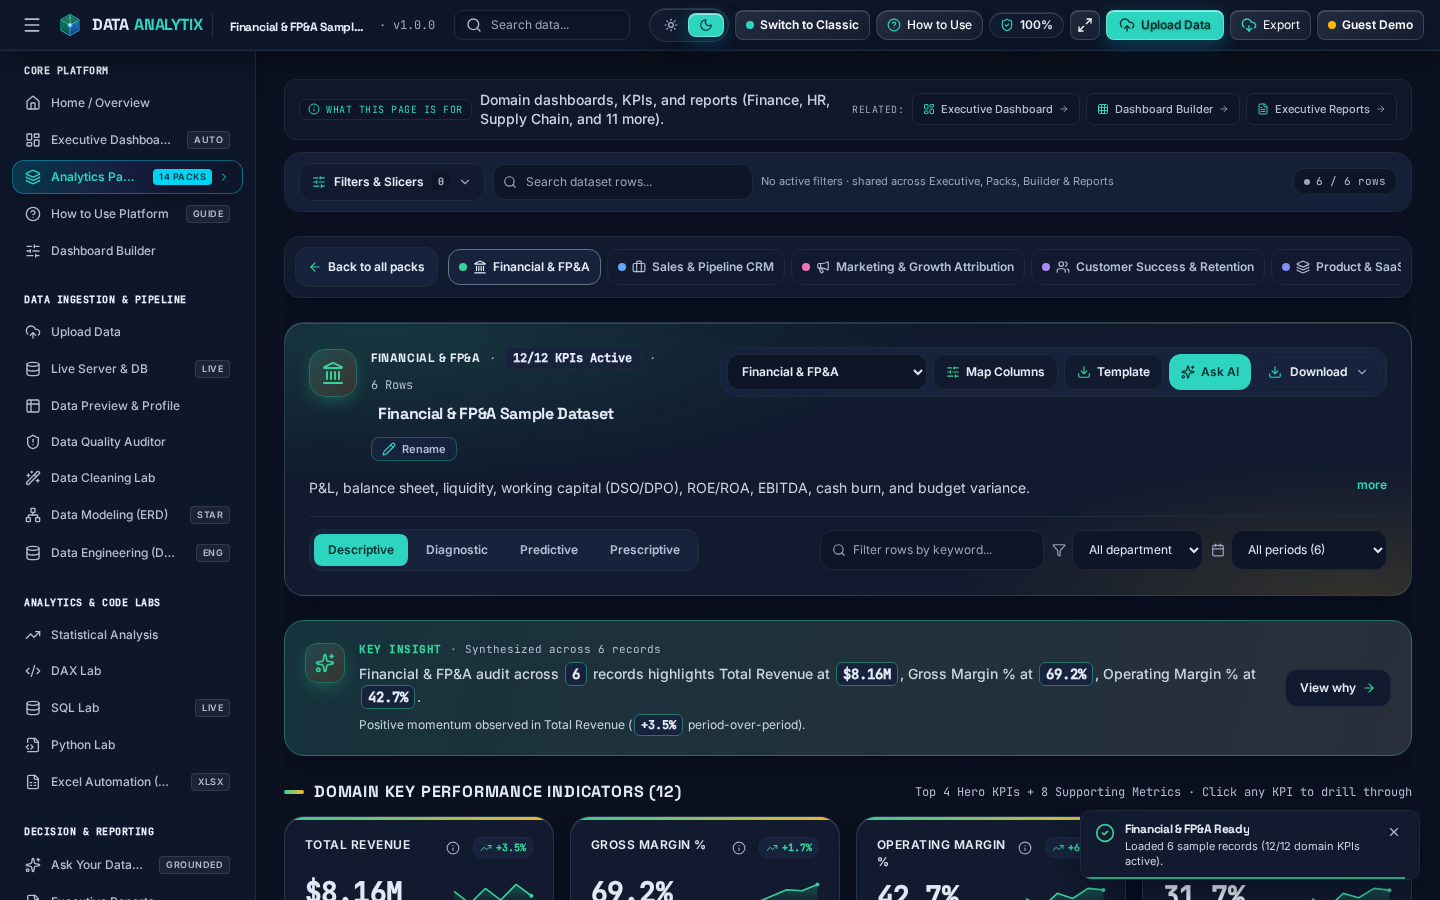 DATA ANALYTIX
Financial & FP&A Sampl... · v1.0.0
Search data...
Switch to Classic
How to Use
100%
Upload Data
Export
Guest Demo
CORE PLATFORM
Home / Overview
Executive Dashboa... AUTO
Analytics Pa... 14 PACKS
How to Use Platform GUIDE
Dashboard Builder
DATA INGESTION & PIPELINE
Upload Data
Live Server & DB LIVE
Data Preview & Profile
Data Quality Auditor
Data Cleaning Lab
Data Modeling (ERD) STAR
Data Engineering (D... ENG
ANALYTICS & CODE LABS
Statistical Analysis
DAX Lab
SQL Lab LIVE
Python Lab
Excel Automation (... XLSX
DECISION & REPORTING
Ask Your Data... GROUNDED
WHAT THIS PAGE IS FOR
Domain dashboards, KPIs, and reports (Finance, HR,
Supply Chain, and 11 more).
RELATED:
Executive Dashboard →
Dashboard Builder →
Executive Reports →
Filters & Slicers 0
Search dataset rows...
No active filters · shared across Executive, Packs, Builder & Reports
6 / 6 rows
← Back to all packs
Financial & FP&A
Sales & Pipeline CRM
Marketing & Growth Attribution
Customer Success & Retention
Product & SaaS
FINANCIAL & FP&A · 12/12 KPIs Active ·
6 Rows
Financial & FP&A Sample Dataset
Rename
Financial & FP&A
Map Columns
Template
Ask AI
Download
P&L, balance sheet, liquidity, working capital (DSO/DPO), ROE/ROA, EBITDA, cash burn, and budget variance.
more
Descriptive
Diagnostic
Predictive
Prescriptive
Filter rows by keyword...
All department
All periods (6)
KEY INSIGHT · Synthesized across 6 records
Financial & FP&A audit across 6 records highlights Total Revenue at $8.16M, Gross Margin % at 69.2%, Operating Margin % at
42.7%.
Positive momentum observed in Total Revenue (+3.5% period-over-period).
View why →
DOMAIN KEY PERFORMANCE INDICATORS (12)
Top 4 Hero KPIs + 8 Supporting Metrics · Click any KPI to drill through
TOTAL REVENUE +3.5%
$8.16M
GROSS MARGIN % +1.7%
69.2%
OPERATING MARGIN
%
+6
42.7%
31.7%
Financial & FP&A Ready
Loaded 6 sample records (12/12 domain KPIs
active).